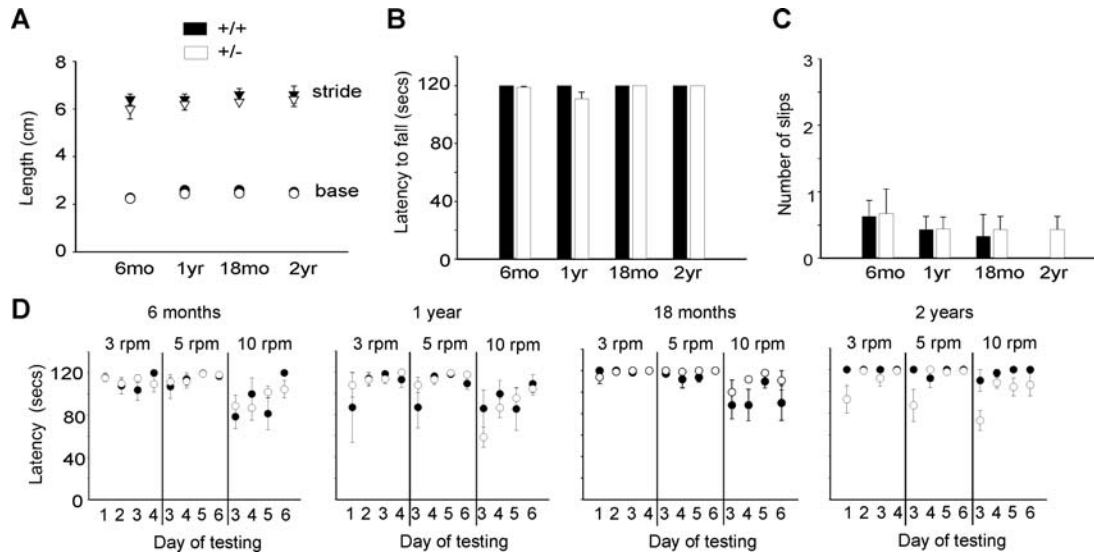 A
+/+
+/-
8
6
4
2
0
Length (cm)
stride
base
6mo 1yr 18mo 2yr
B
120
80
40
0
Latency to fall (secs)
6mo 1yr 18mo 2yr
C
3
2
1
0
Number of slips
6mo 1yr 18mo 2yr
D
6 months 1 year 18 months 2 years
3 rpm 5 rpm 10 rpm 3 rpm 5 rpm 10 rpm 3 rpm 5 rpm 10 rpm 3 rpm 5 rpm 10 rpm
120
80
40
0
Latency (secs)
1 2 3 4 3 4 5 6 3 4 5 6 1 2 3 4 3 4 5 6 3 4 5 6 1 2 3 4 3 4 5 6 3 4 5 6 1 2 3 4 3 4 5 6 3 4 5 6
Day of testing Day of testing Day of testing Day of testing